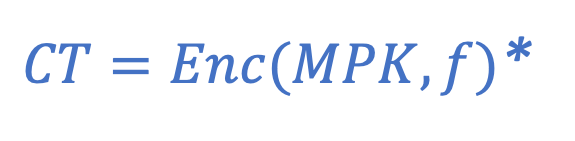 CT = Enc(MPK, f)*